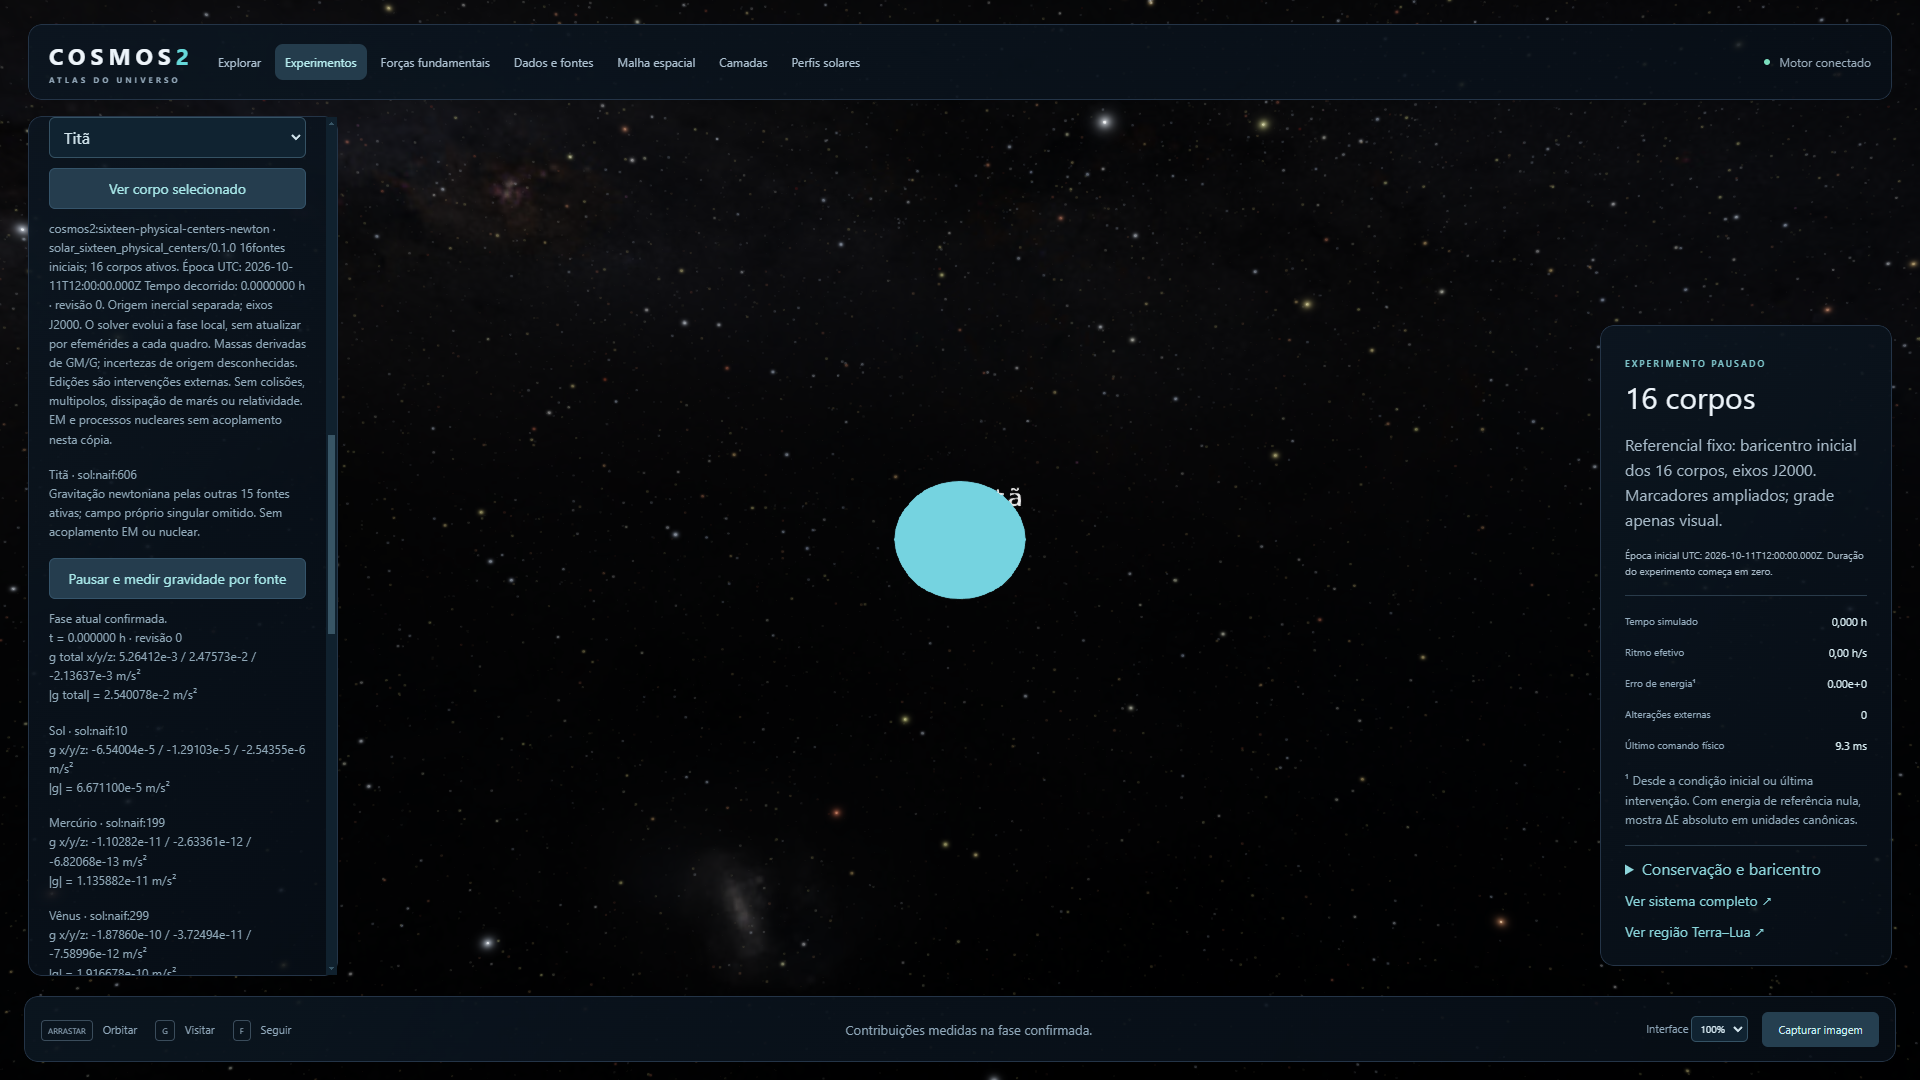 COSMOS2
ATLAS DO UNIVERSO
Explorar
Experimentos
Forças fundamentais
Dados e fontes
Malha espacial
Camadas
Perfis solares
Motor conectado
Titã
Ver corpo selecionado
cosmos2:sixteen-physical-centers-newton ·
solar_sixteen_physical_centers/0.1.0 16fontes
iniciais; 16 corpos ativos. Época UTC: 2026-10-
11T12:00:00.000Z Tempo decorrido: 0.0000000 h
· revisão 0. Origem inercial separada; eixos
J2000. O solver evolui a fase local, sem atualizar
por efemérides a cada quadro. Massas derivadas
de GM/G; incertezas de origem desconhecidas.
Edições são intervenções externas. Sem colisões,
multipolos, dissipação de marés ou relatividade.
EM e processos nucleares sem acoplamento
nesta cópia.
Titã · sol:naif:606
Gravitação newtoniana pelas outras 15 fontes
ativas; campo próprio singular omitido. Sem
acoplamento EM ou nuclear.
Pausar e medir gravidade por fonte
Fase atual confirmada.
t = 0.000000 h · revisão 0
g total x/y/z: 5.26412e-3 / 2.47573e-2 /
-2.13637e-3 m/s²
|g total| = 2.540078e-2 m/s²
Sol · sol:naif:10
g x/y/z: -6.54004e-5 / -1.29103e-5 / -2.54355e-6
m/s²
|g| = 6.671100e-5 m/s²
Mercúrio · sol:naif:199
g x/y/z: -1.10282e-11 / -2.63361e-12 /
-6.82068e-13 m/s²
|g| = 1.135882e-11 m/s²
Vênus · sol:naif:299
g x/y/z: -1.87860e-10 / -3.72494e-11 /
-7.58996e-12 m/s²
|g| = 1.916678e-10 m/s²
ã
EXPERIMENTO PAUSADO
16 corpos
Referencial fixo: baricentro inicial
dos 16 corpos, eixos J2000.
Marcadores ampliados; grade
apenas visual.
Época inicial UTC: 2026-10-11T12:00:00.000Z. Duração
do experimento começa em zero.
Tempo simulado 0,000 h
Ritmo efetivo 0,00 h/s
Erro de energia¹ 0.00e+0
Alterações externas 0
Último comando físico 9.3 ms
¹ Desde a condição inicial ou última
intervenção. Com energia de referência nula,
mostra ΔE absoluto em unidades canônicas.
▶ Conservação e baricentro
Ver sistema completo ↗
Ver região Terra–Lua ↗
ARRASTAR Orbitar G Visitar F Seguir
Contribuições medidas na fase confirmada.
Interface 100%
Capturar imagem